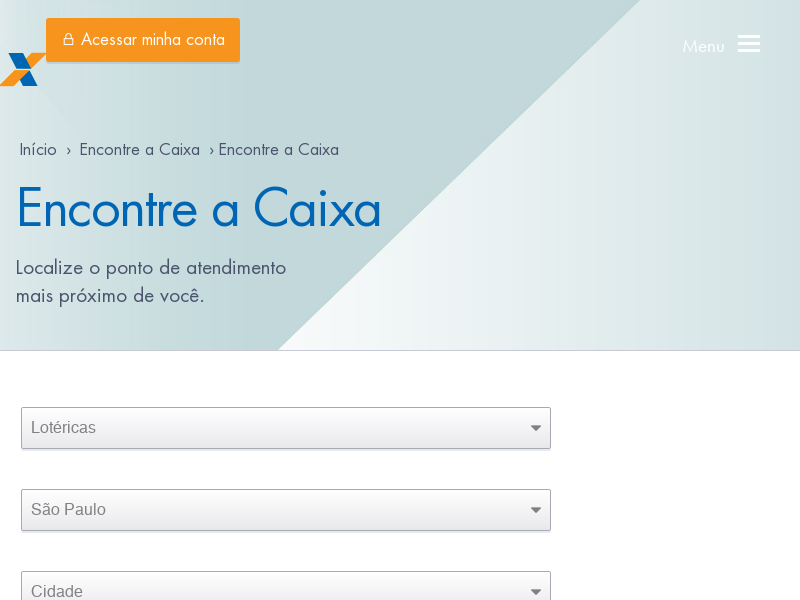 Acessar minha conta
Menu
Início › Encontre a Caixa › Encontre a Caixa
Encontre a Caixa
Localize o ponto de atendimento
mais próximo de você.
Lotéricas
São Paulo
Cidade